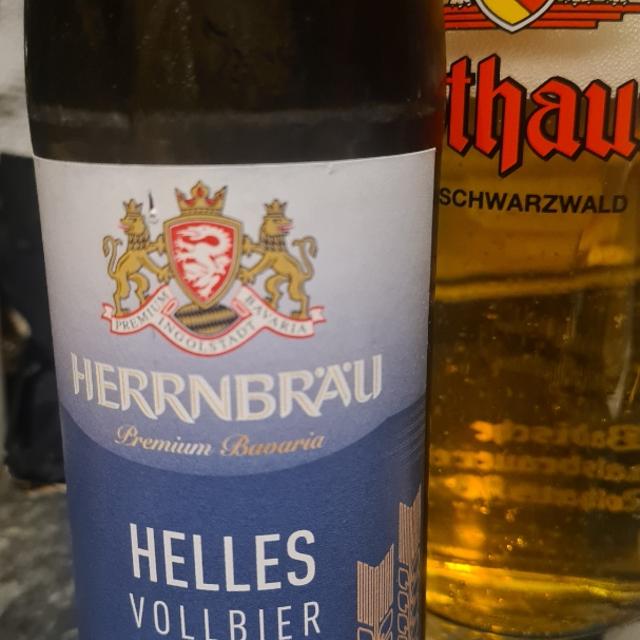 PREMIUM INGOLSTADT BAVARIA
HERRNBRÄU
Premium Bavaria
HELLES
VOLLBIER
thau
SCHWARZWALD